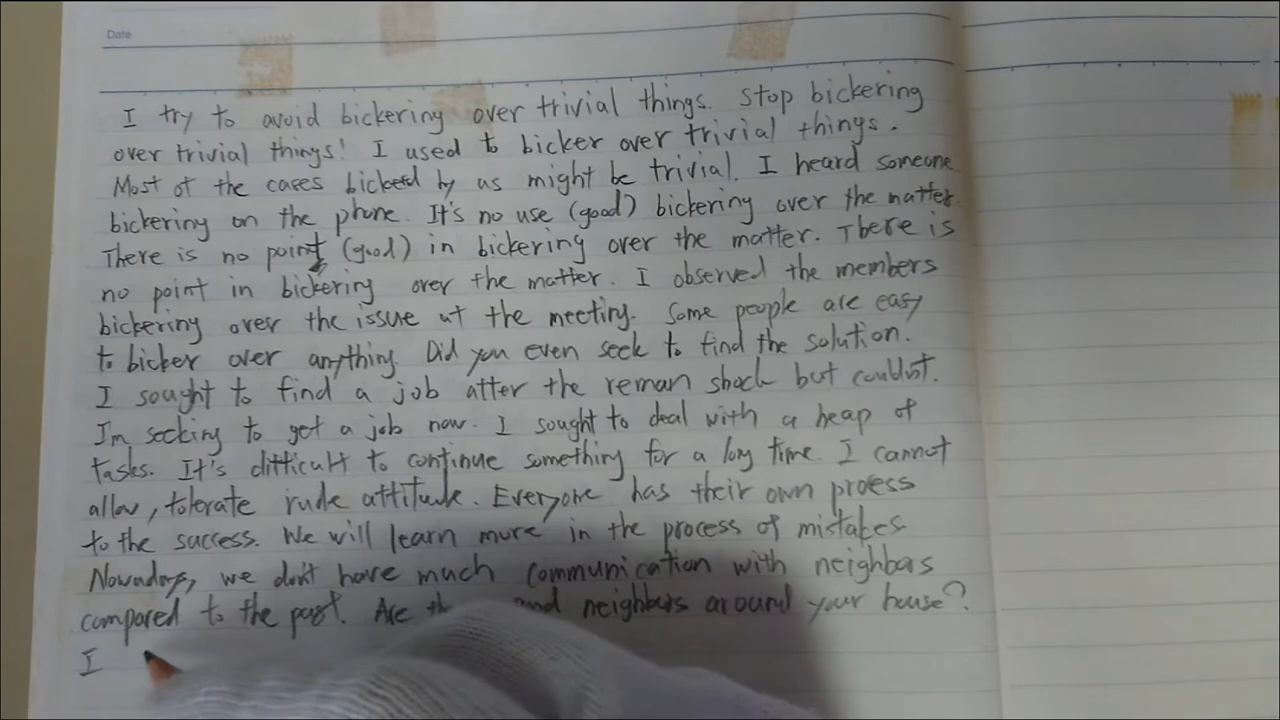 Date
I try to avoid bickering over trivial things. Stop bickering
over trivial things! I used to bicker over trivial things.
Most of the cases bickered by us might be trivial. I heard someone
bickering on the phone. It's no use (good) bickering over the matter.
There is no point (good) in bickering over the matter. There is
no point in bickering over the matter. I observed the members
bickering over the issue at the meeting. Some people are easy
to bicker over anything. Did you even seek to find the solution.
I sought to find a job after the reman shock but couldn't.
I'm seeking to get a job now. I sought to deal with a heap of
tasks. It's difficult to continue something for a long time. I cannot
allow, tolerate rude attitude. Everyone has their own process
to the success. We will learn more in the process of mistakes
Nowadays, we don't have much communication with neighbors
compared to the past. Are neighbors around your house?
I